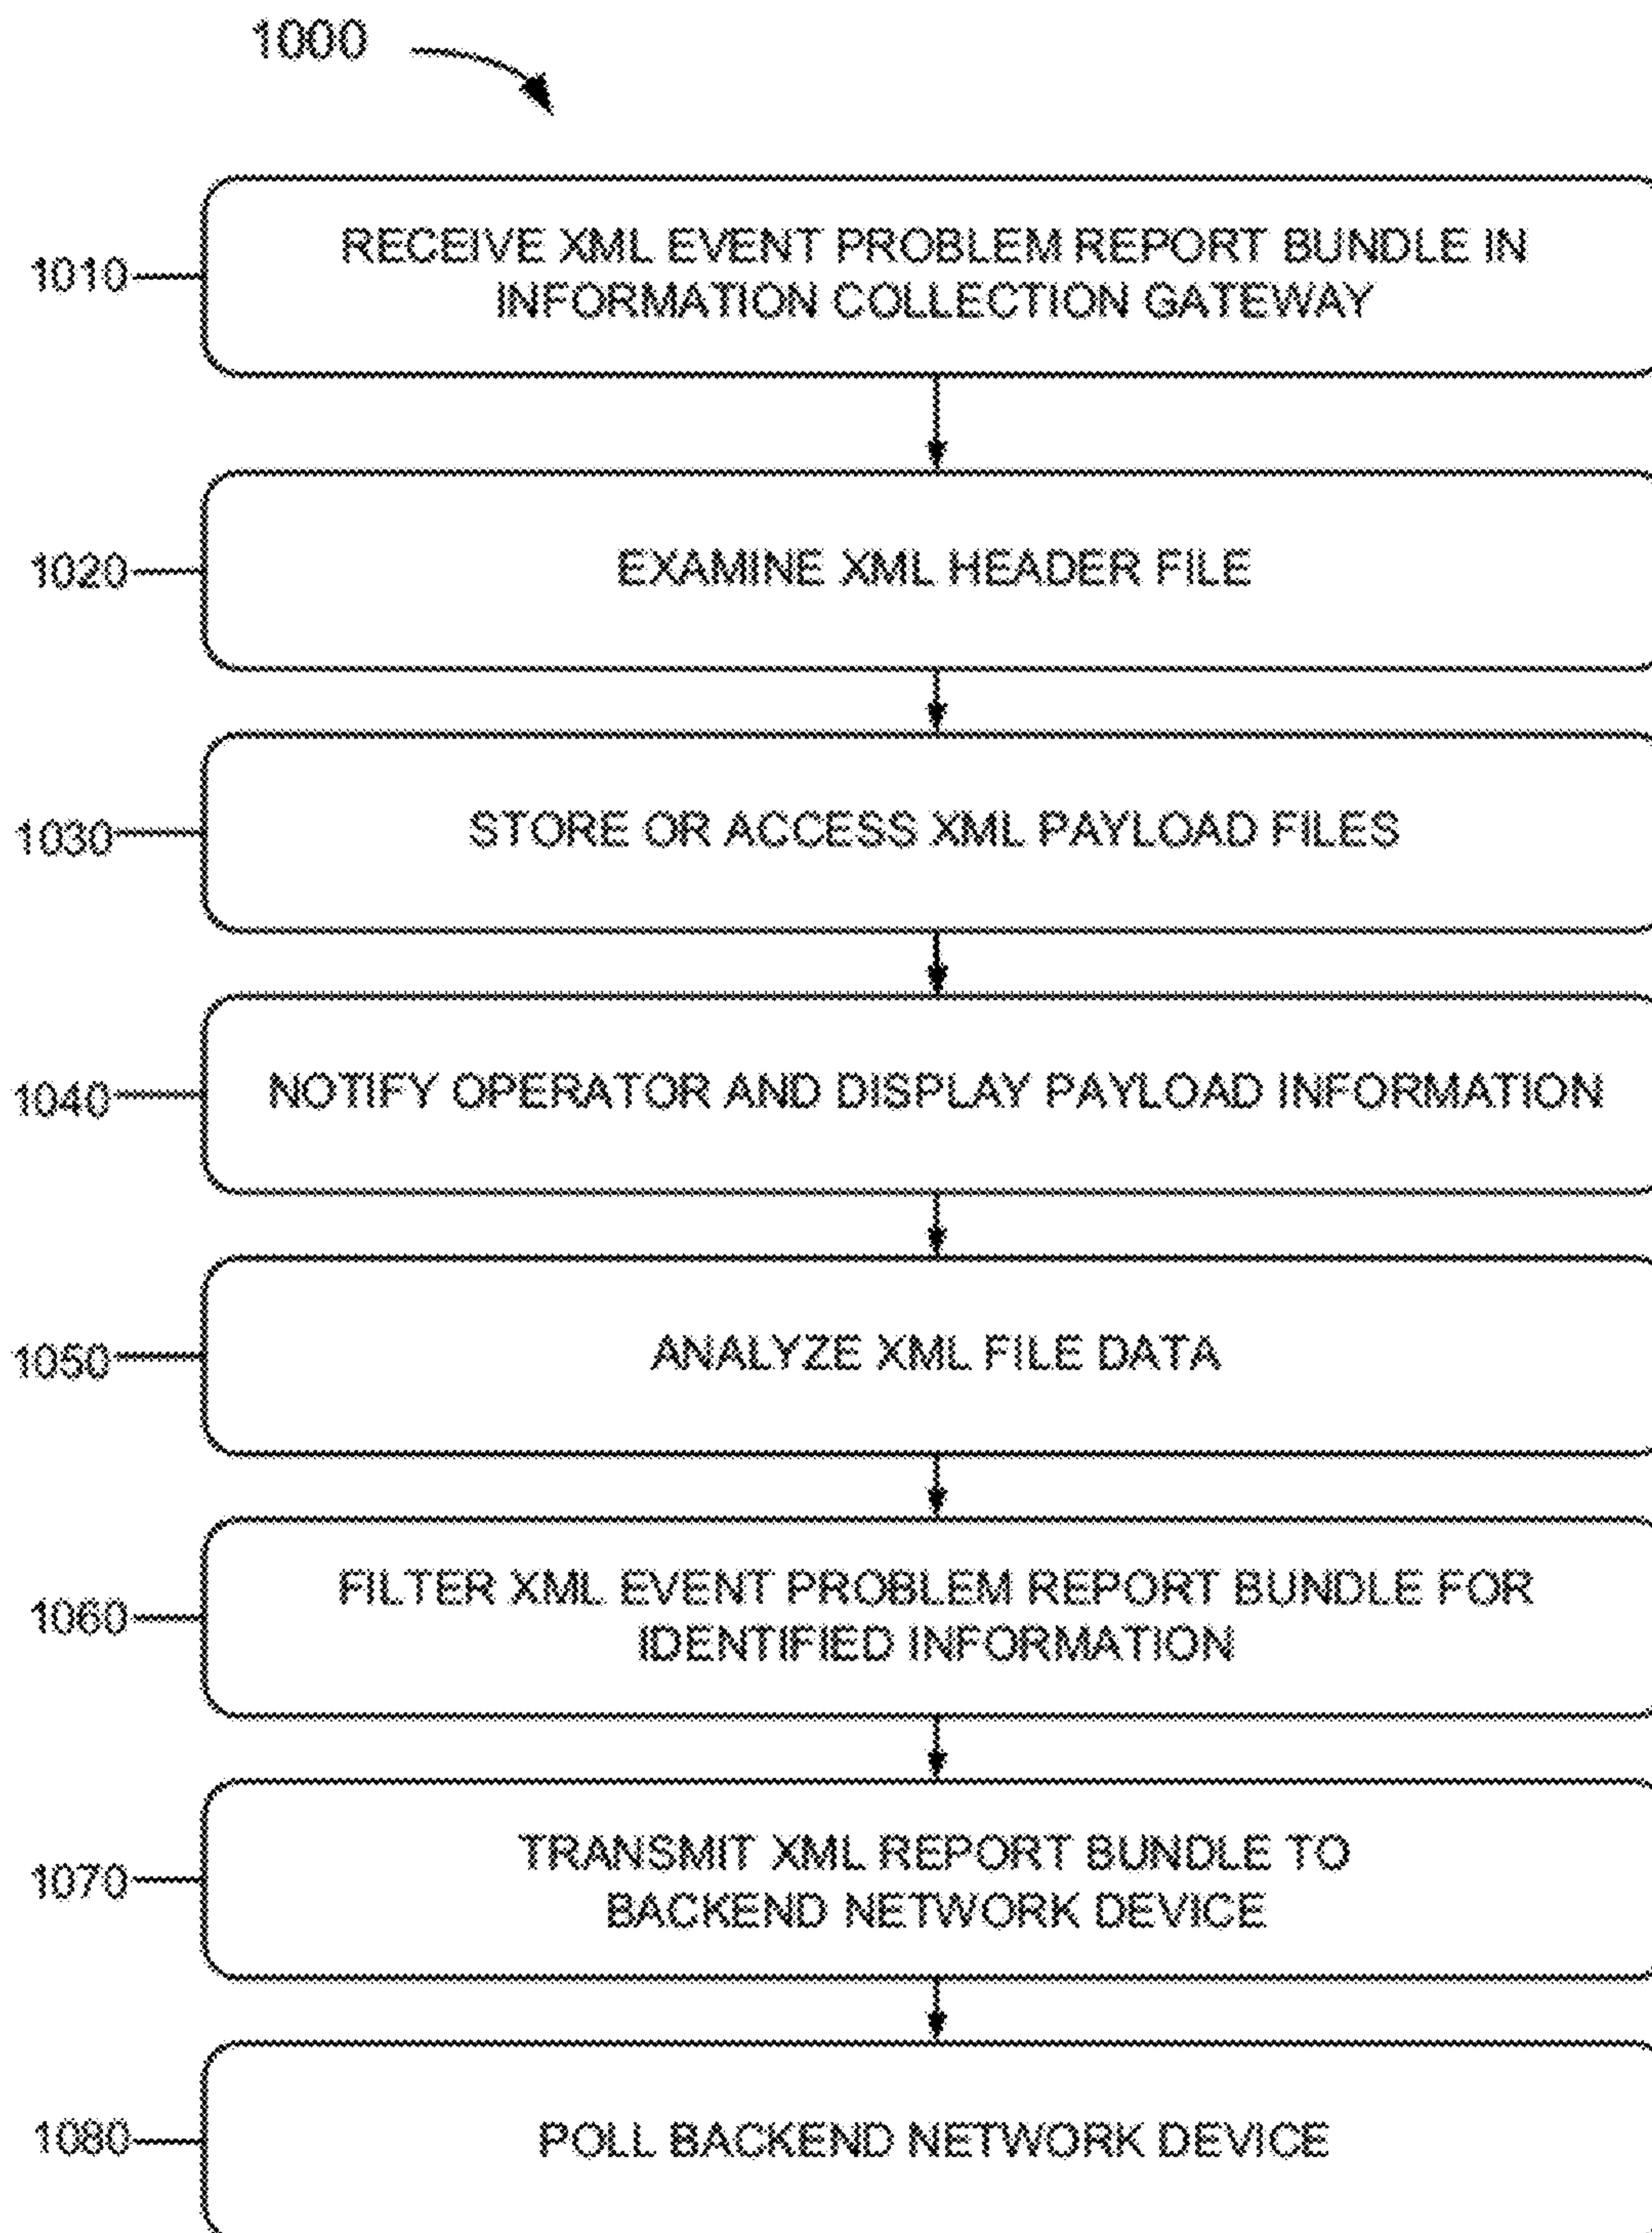 1000
1010
RECEIVE XML EVENT PROBLEM REPORT BUNDLE IN
INFORMATION COLLECTION GATEWAY
1020
EXAMINE XML HEADER FILE
1030
STORE OR ACCESS XML PAYLOAD FILES
1040
NOTIFY OPERATOR AND DISPLAY PAYLOAD INFORMATION
1050
ANALYZE XML FILE DATA
1060
FILTER XML EVENT PROBLEM REPORT BUNDLE FOR
IDENTIFIED INFORMATION
1070
TRANSMIT XML REPORT BUNDLE TO
BACKEND NETWORK DEVICE
1080
POLL BACKEND NETWORK DEVICE